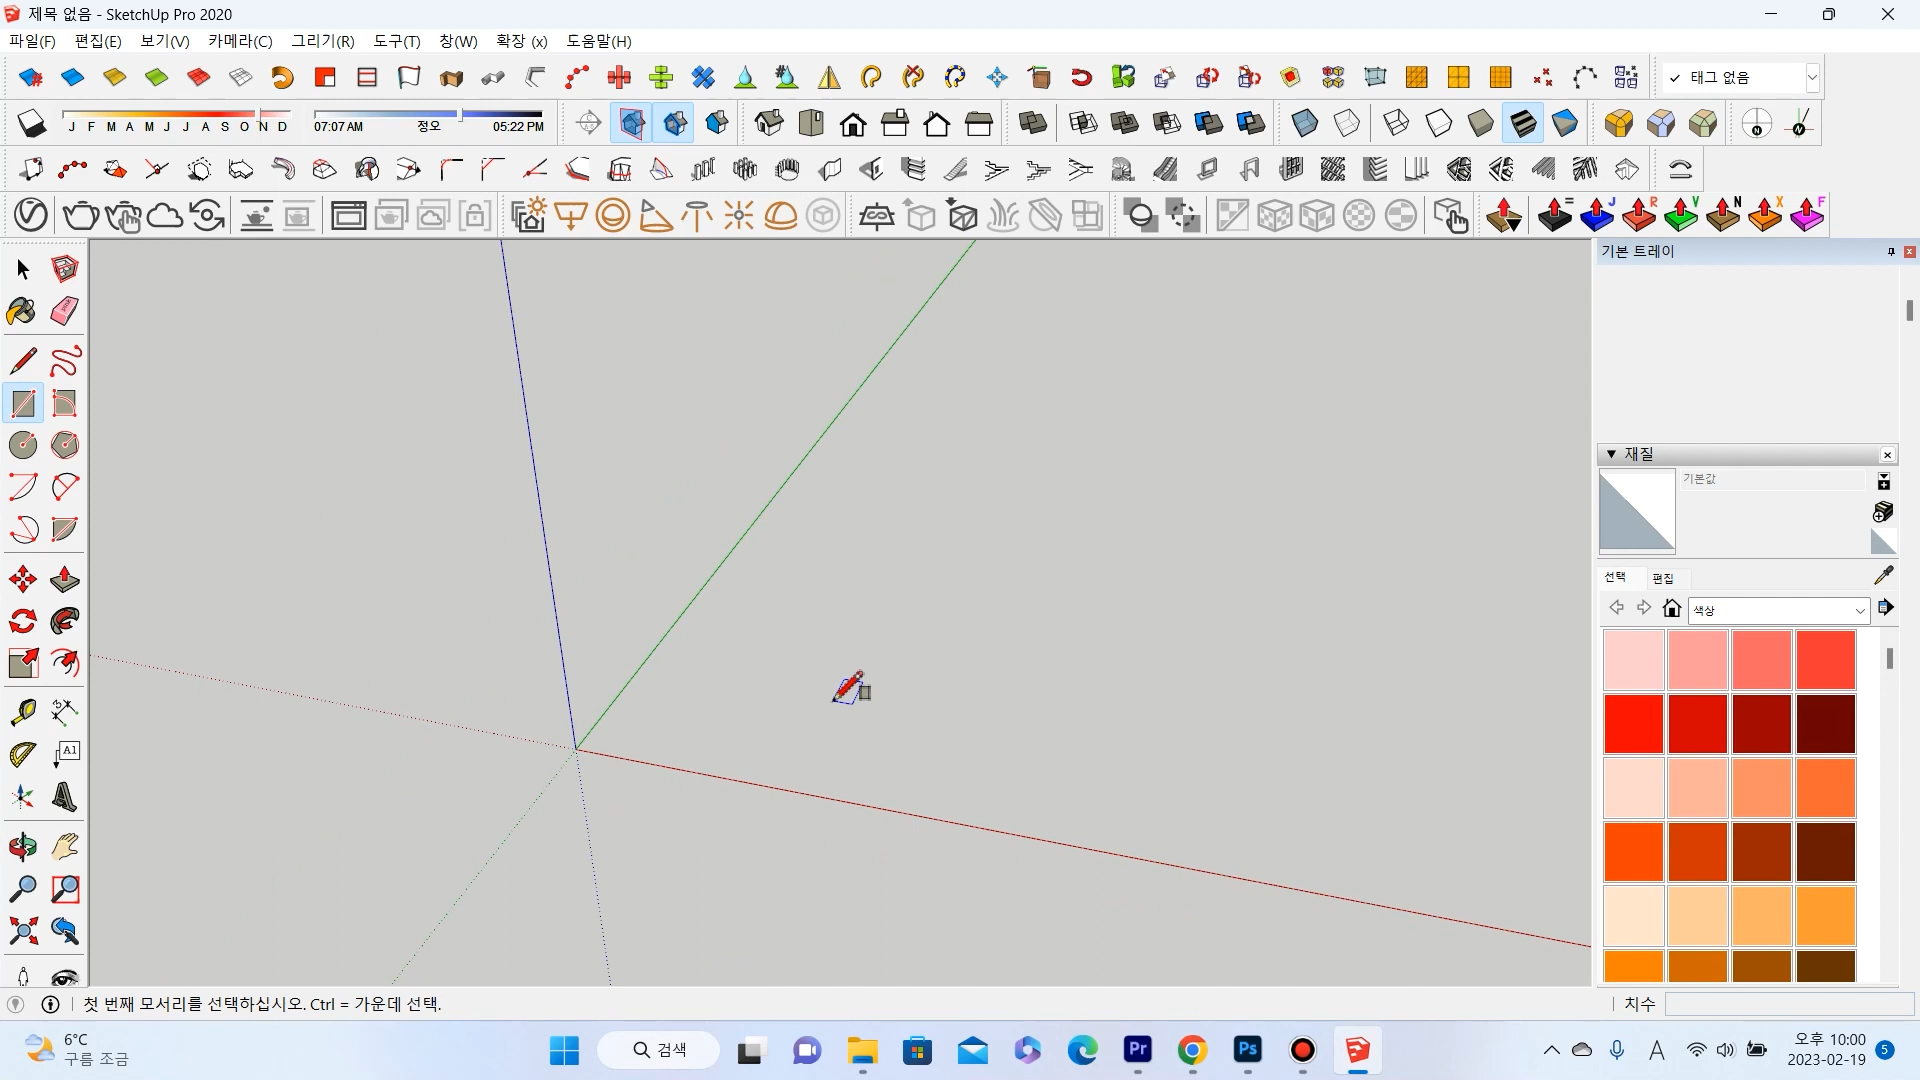 제목 없음 - SketchUp Pro 2020
파일(F) 편집(E) 보기(V) 카메라(C) 그리기(R) 도구(T) 창(W) 확장 (x) 도움말(H)
태그 없음
J F M A M J J A S O N D
07:07 AM 정오 05:22 PM
= J R V N X F
기본 트레이
재질
기본값
선택 편집
색상
A1
첫 번째 모서리를 선택하십시오. Ctrl = 가운데 선택.
치수
6°C
구름 조금
검색
Pr
Ps
A
오후 10:00
2023-02-19
5